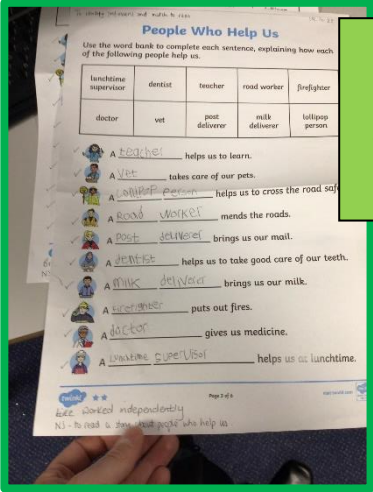 To identify ... and match to roles
People Who Help Us
Use the word bank to complete each sentence, explaining how each
of the following people help us.
lunchtime supervisor dentist teacher road worker firefighter
doctor vet post deliverer milk deliverer lollipop person
A teacher helps us to learn.
A vet takes care of our pets.
A Lollipop person helps us to cross the road saf
A Road worker mends the roads.
A Post deliverer brings us our mail.
A dentist helps us to take good care of our teeth.
A milk deliverer brings us our milk.
A firefighter puts out fires.
A doctor gives us medicine.
A Lunchtime supervisor helps us at lunchtime.
twinkl
Page 2 of 6
worked independently
NS - to read a story about people who help us